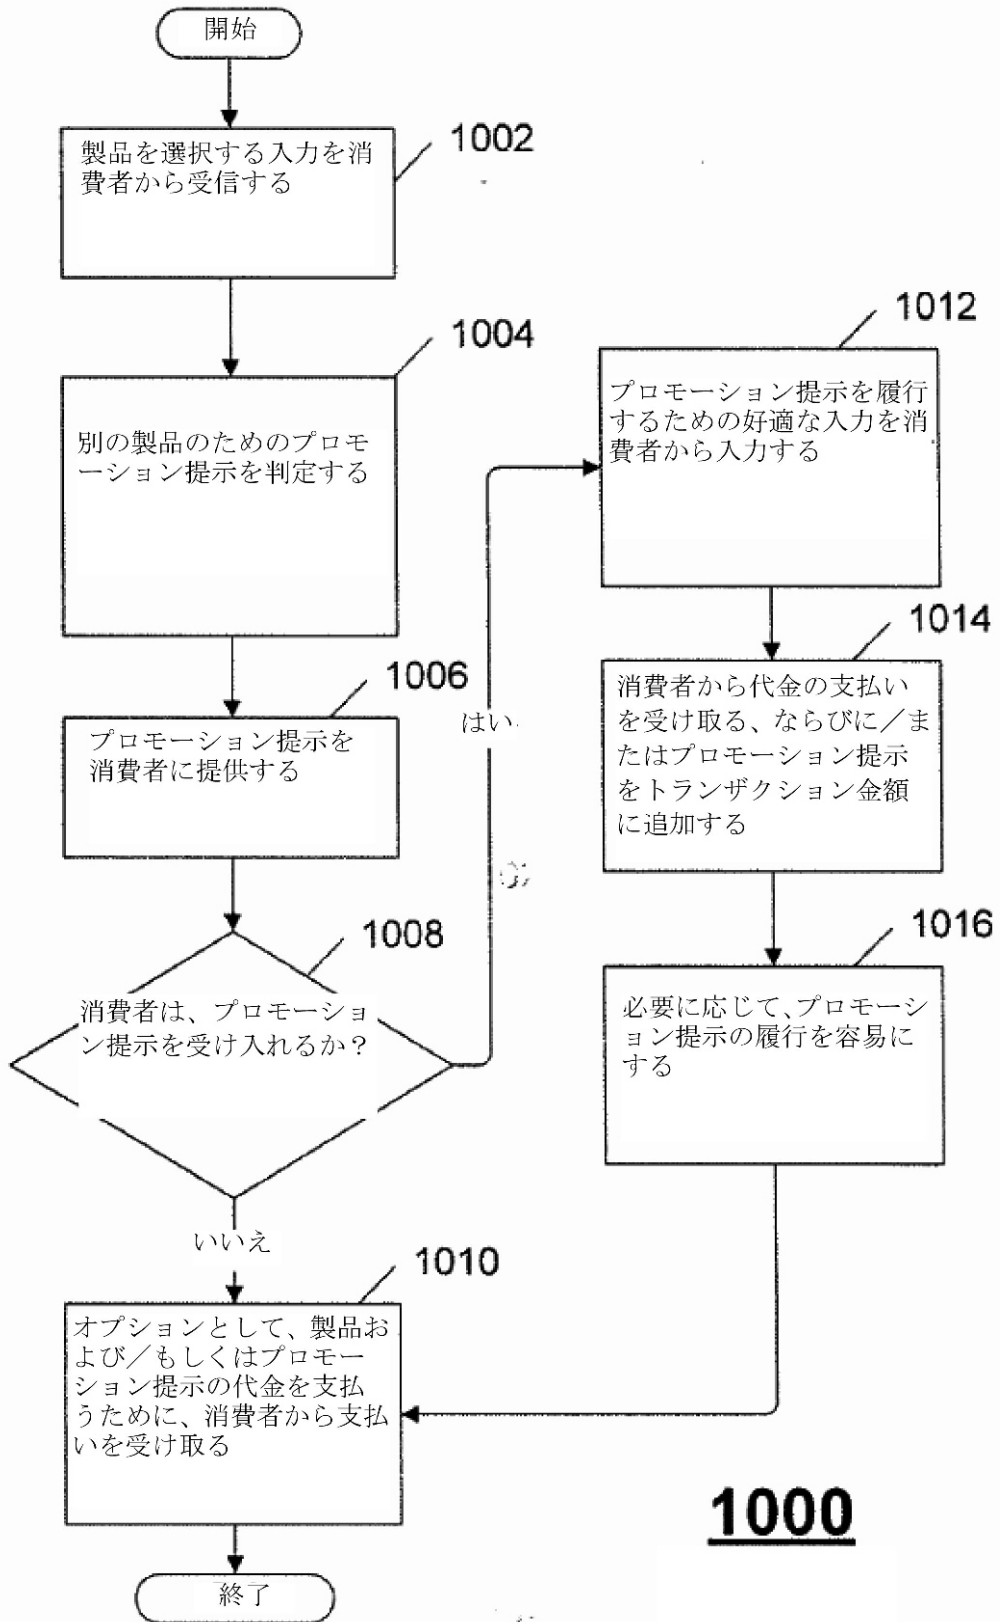 開始
1002
製品を選択する入力を消
費者から受信する
1004
別の製品のためのプロモ
ーション提示を判定する
1006
プロモーション提示を
消費者に提供する
1008
消費者は、プロモーショ
ン提示を受け入れるか？
はい
いいえ
1010
オプションとして、製品お
よび／もしくはプロモー
ション提示の代金を支払
うために、消費者から支払
いを受け取る
終了
1012
プロモーション提示を履行
するための好適な入力を消
費者から入力する
1014
消費者から代金の支払い
を受け取る、ならびに／ま
たはプロモーション提示
をトランザクション金額
に追加する
1016
必要に応じて、プロモーシ
ョン提示の履行を容易に
する
1000